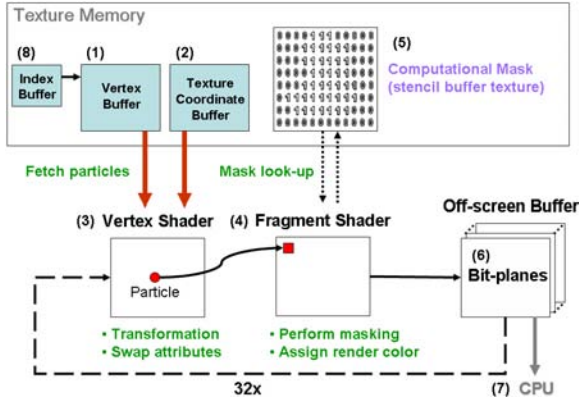 Texture Memory
(8)
Index
Buffer
(1)
Vertex
Buffer
(2)
Texture
Coordinate
Buffer
(5)
Computational Mask
(stencil buffer texture)
Fetch particles
Mask look-up
(3) Vertex Shader
(4) Fragment Shader
Off-screen Buffer
Particle
(6)
Bit-planes
• Transformation
• Swap attributes
• Perform masking
• Assign render color
32x
(7) CPU